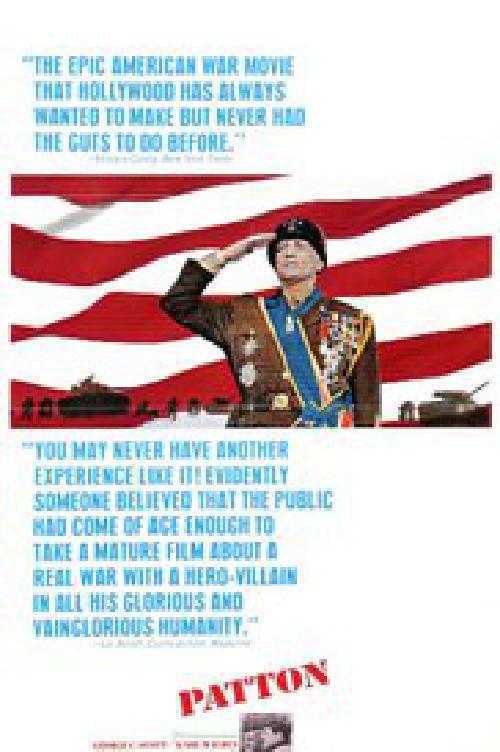 "THE EPIC AMERICAN WAR MOVIE
THAT HOLLYWOOD HAS ALWAYS
WANTED TO MAKE BUT NEVER HAD
THE GUTS TO DO BEFORE."
"YOU MAY NEVER HAVE ANOTHER
EXPERIENCE LIKE IT! EVIDENTLY
SOMEONE BELIEVED THAT THE PUBLIC
HAD COME OF AGE ENOUGH TO
TAKE A MATURE FILM ABOUT A
REAL WAR WITH A HERO-VILLAIN
IN ALL HIS GLORIOUS AND
VAINGLORIOUS HUMANITY."
PATTON